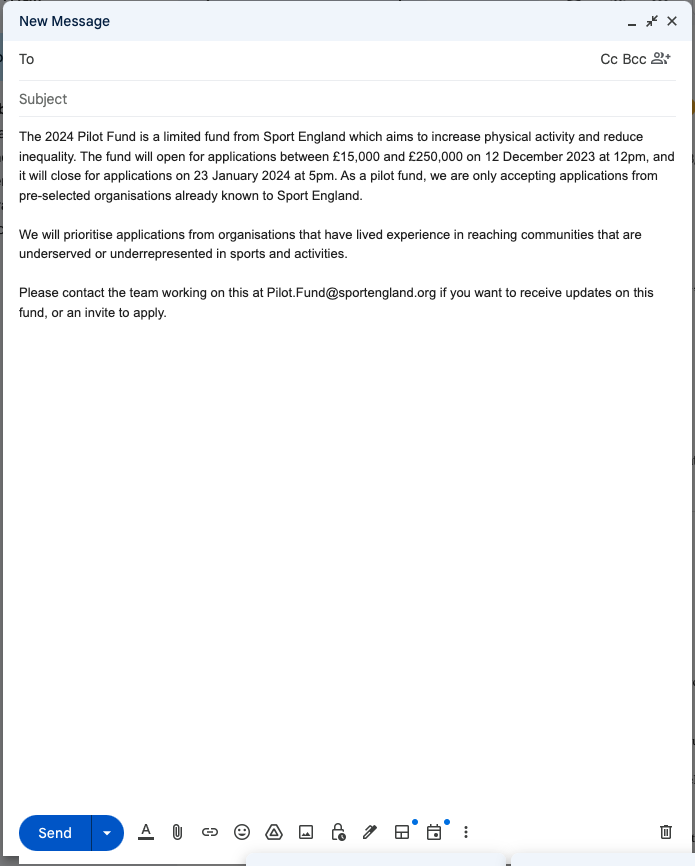 New Message
To
Cc Bcc
Subject
The 2024 Pilot Fund is a limited fund from Sport England which aims to increase physical activity and reduce
inequality. The fund will open for applications between £15,000 and £250,000 on 12 December 2023 at 12pm, and
it will close for applications on 23 January 2024 at 5pm. As a pilot fund, we are only accepting applications from
pre-selected organisations already known to Sport England.
We will prioritise applications from organisations that have lived experience in reaching communities that are
underserved or underrepresented in sports and activities.
Please contact the team working on this at Pilot.Fund@sportengland.org if you want to receive updates on this
fund, or an invite to apply.
Send